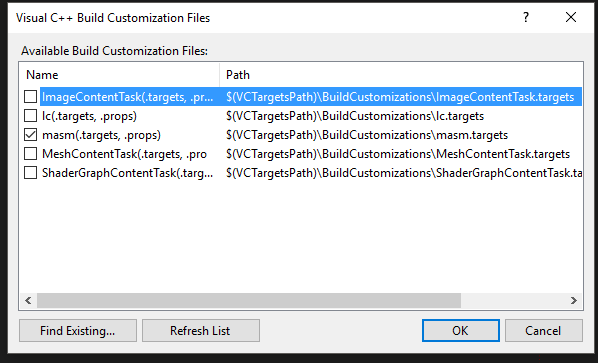 Visual C++ Build Customization Files
Available Build Customization Files:
Name Path
ImageContentTask(.targets, .pr... $(VCTargetsPath)\BuildCustomizations\ImageContentTask.targets
lc(.targets, .props) $(VCTargetsPath)\BuildCustomizations\lc.targets
masm(.targets, .props) $(VCTargetsPath)\BuildCustomizations\masm.targets
MeshContentTask(.targets, .pro $(VCTargetsPath)\BuildCustomizations\MeshContentTask.targets
ShaderGraphContentTask(.targ... $(VCTargetsPath)\BuildCustomizations\ShaderGraphContentTask.ta
Find Existing... Refresh List OK Cancel